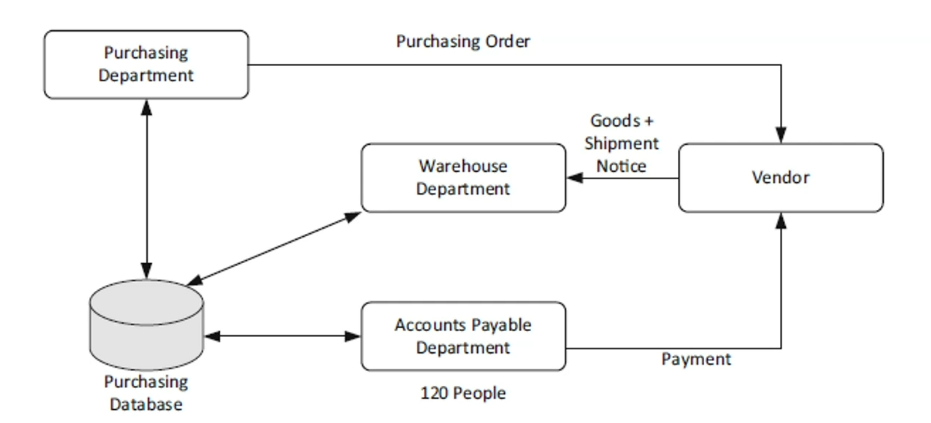 Purchasing Order
Purchasing
Department
Goods +
Shipment
Notice
Warehouse
Department
Vendor
Accounts Payable
Department
Payment
Purchasing
Database
120 People